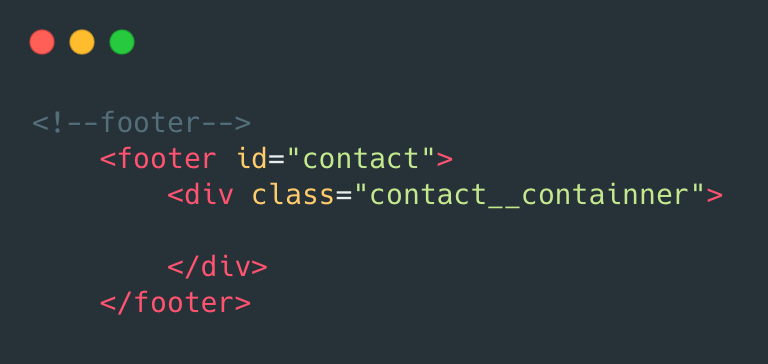 <!--footer-->
    <footer id="contact">
        <div class="contact__containner">

        </div>
    </footer>